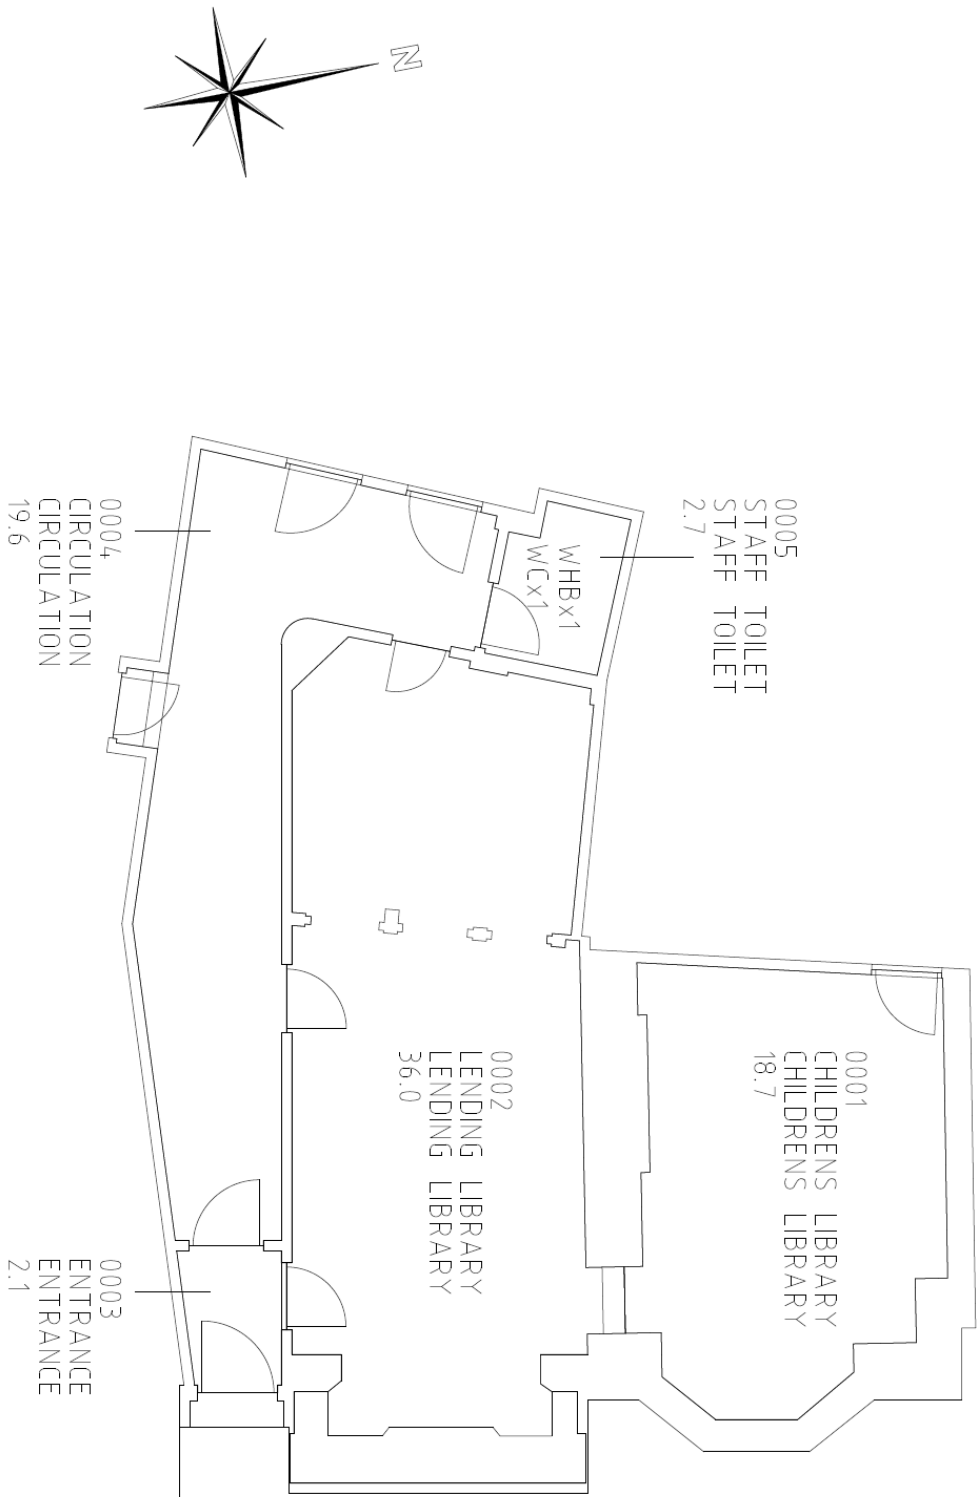 N
0005
STAFF TOILET
STAFF TOILET
2.7
WHBx1
WCx1
0004
CIRCULATION
CIRCULATION
19.6
0001
CHILDRENS LIBRARY
CHILDRENS LIBRARY
18.7
0002
LENDING LIBRARY
LENDING LIBRARY
36.0
0003
ENTRANCE
ENTRANCE
2.1